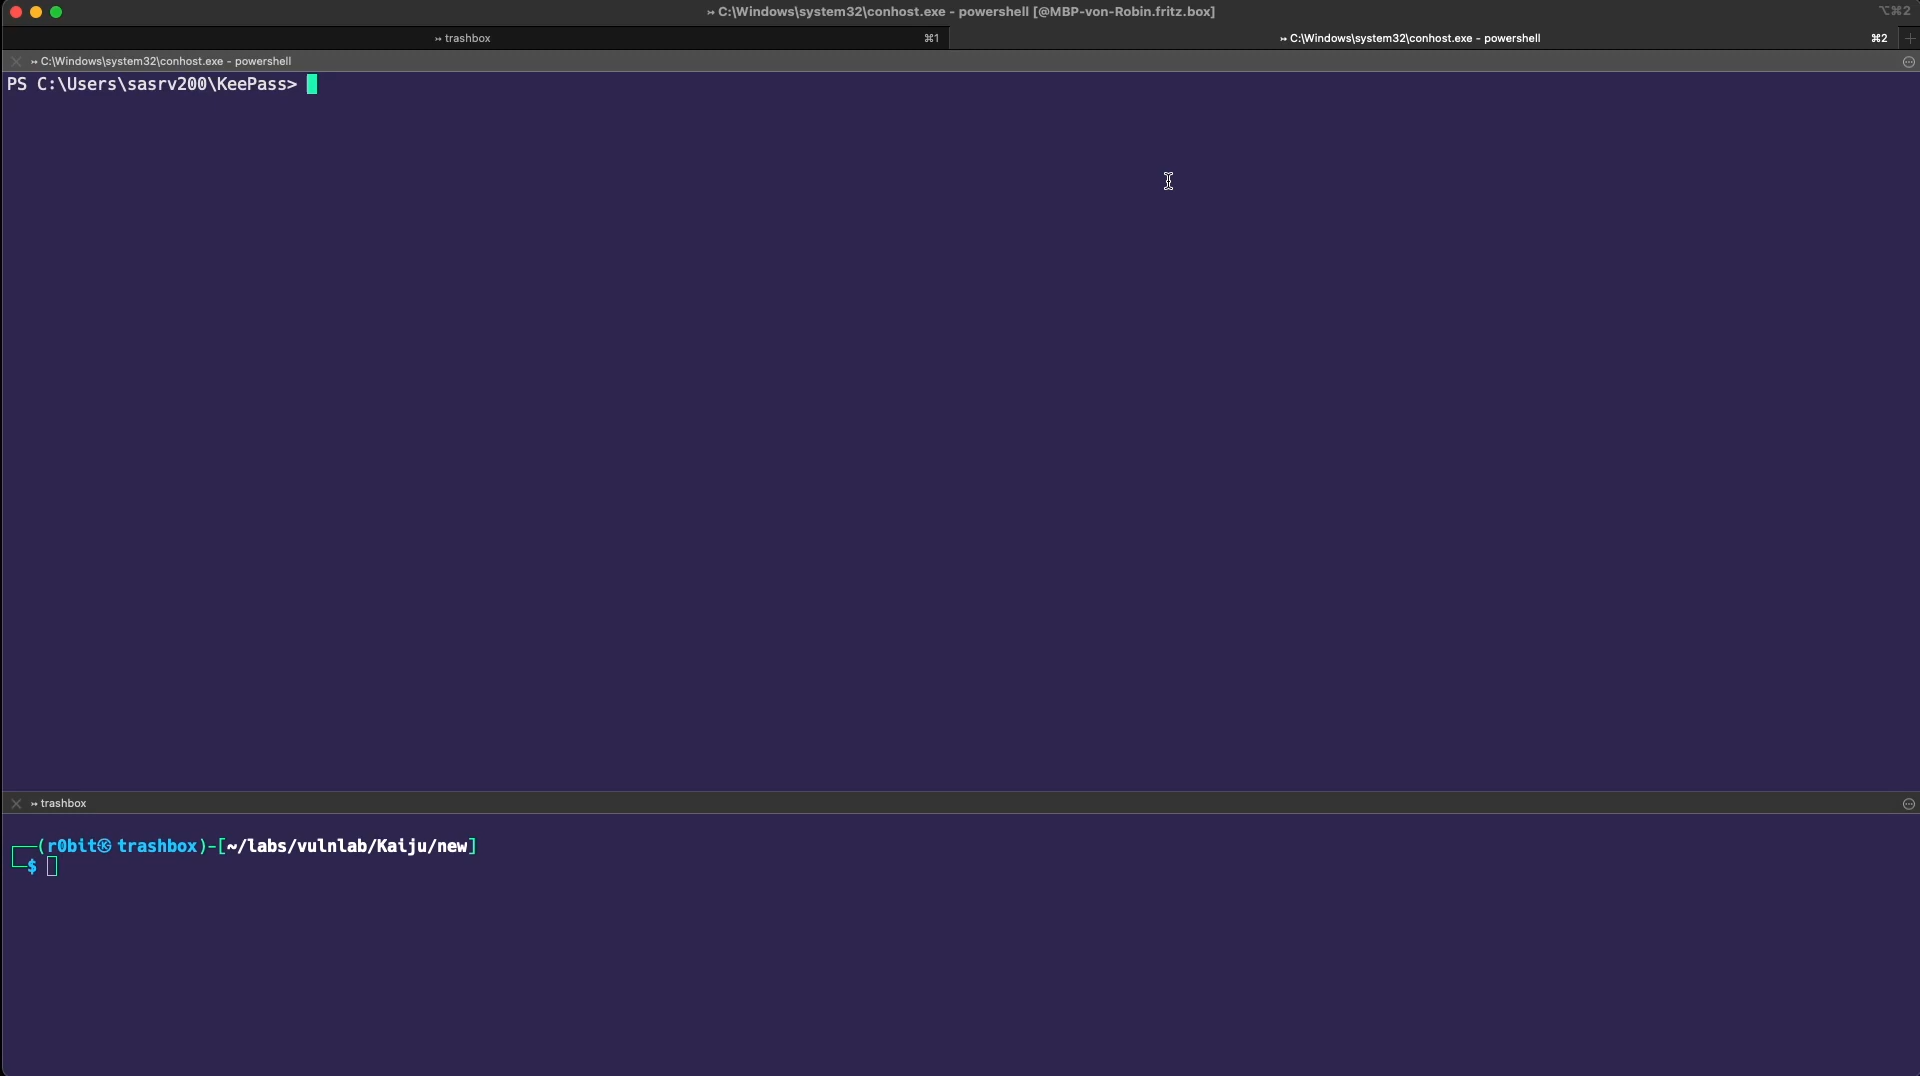 ↣ C:\Windows\system32\conhost.exe - powershell [@MBP-von-Robin.fritz.box]
⌥⌘2
↣ trashbox ⌘1
↣ C:\Windows\system32\conhost.exe - powershell ⌘2
↣ C:\Windows\system32\conhost.exe - powershell
PS C:\Users\sasrv200\KeePass>
↣ trashbox
┌──(r0bit㉿trashbox)-[~/labs/vulnlab/Kaiju/new]
└─$